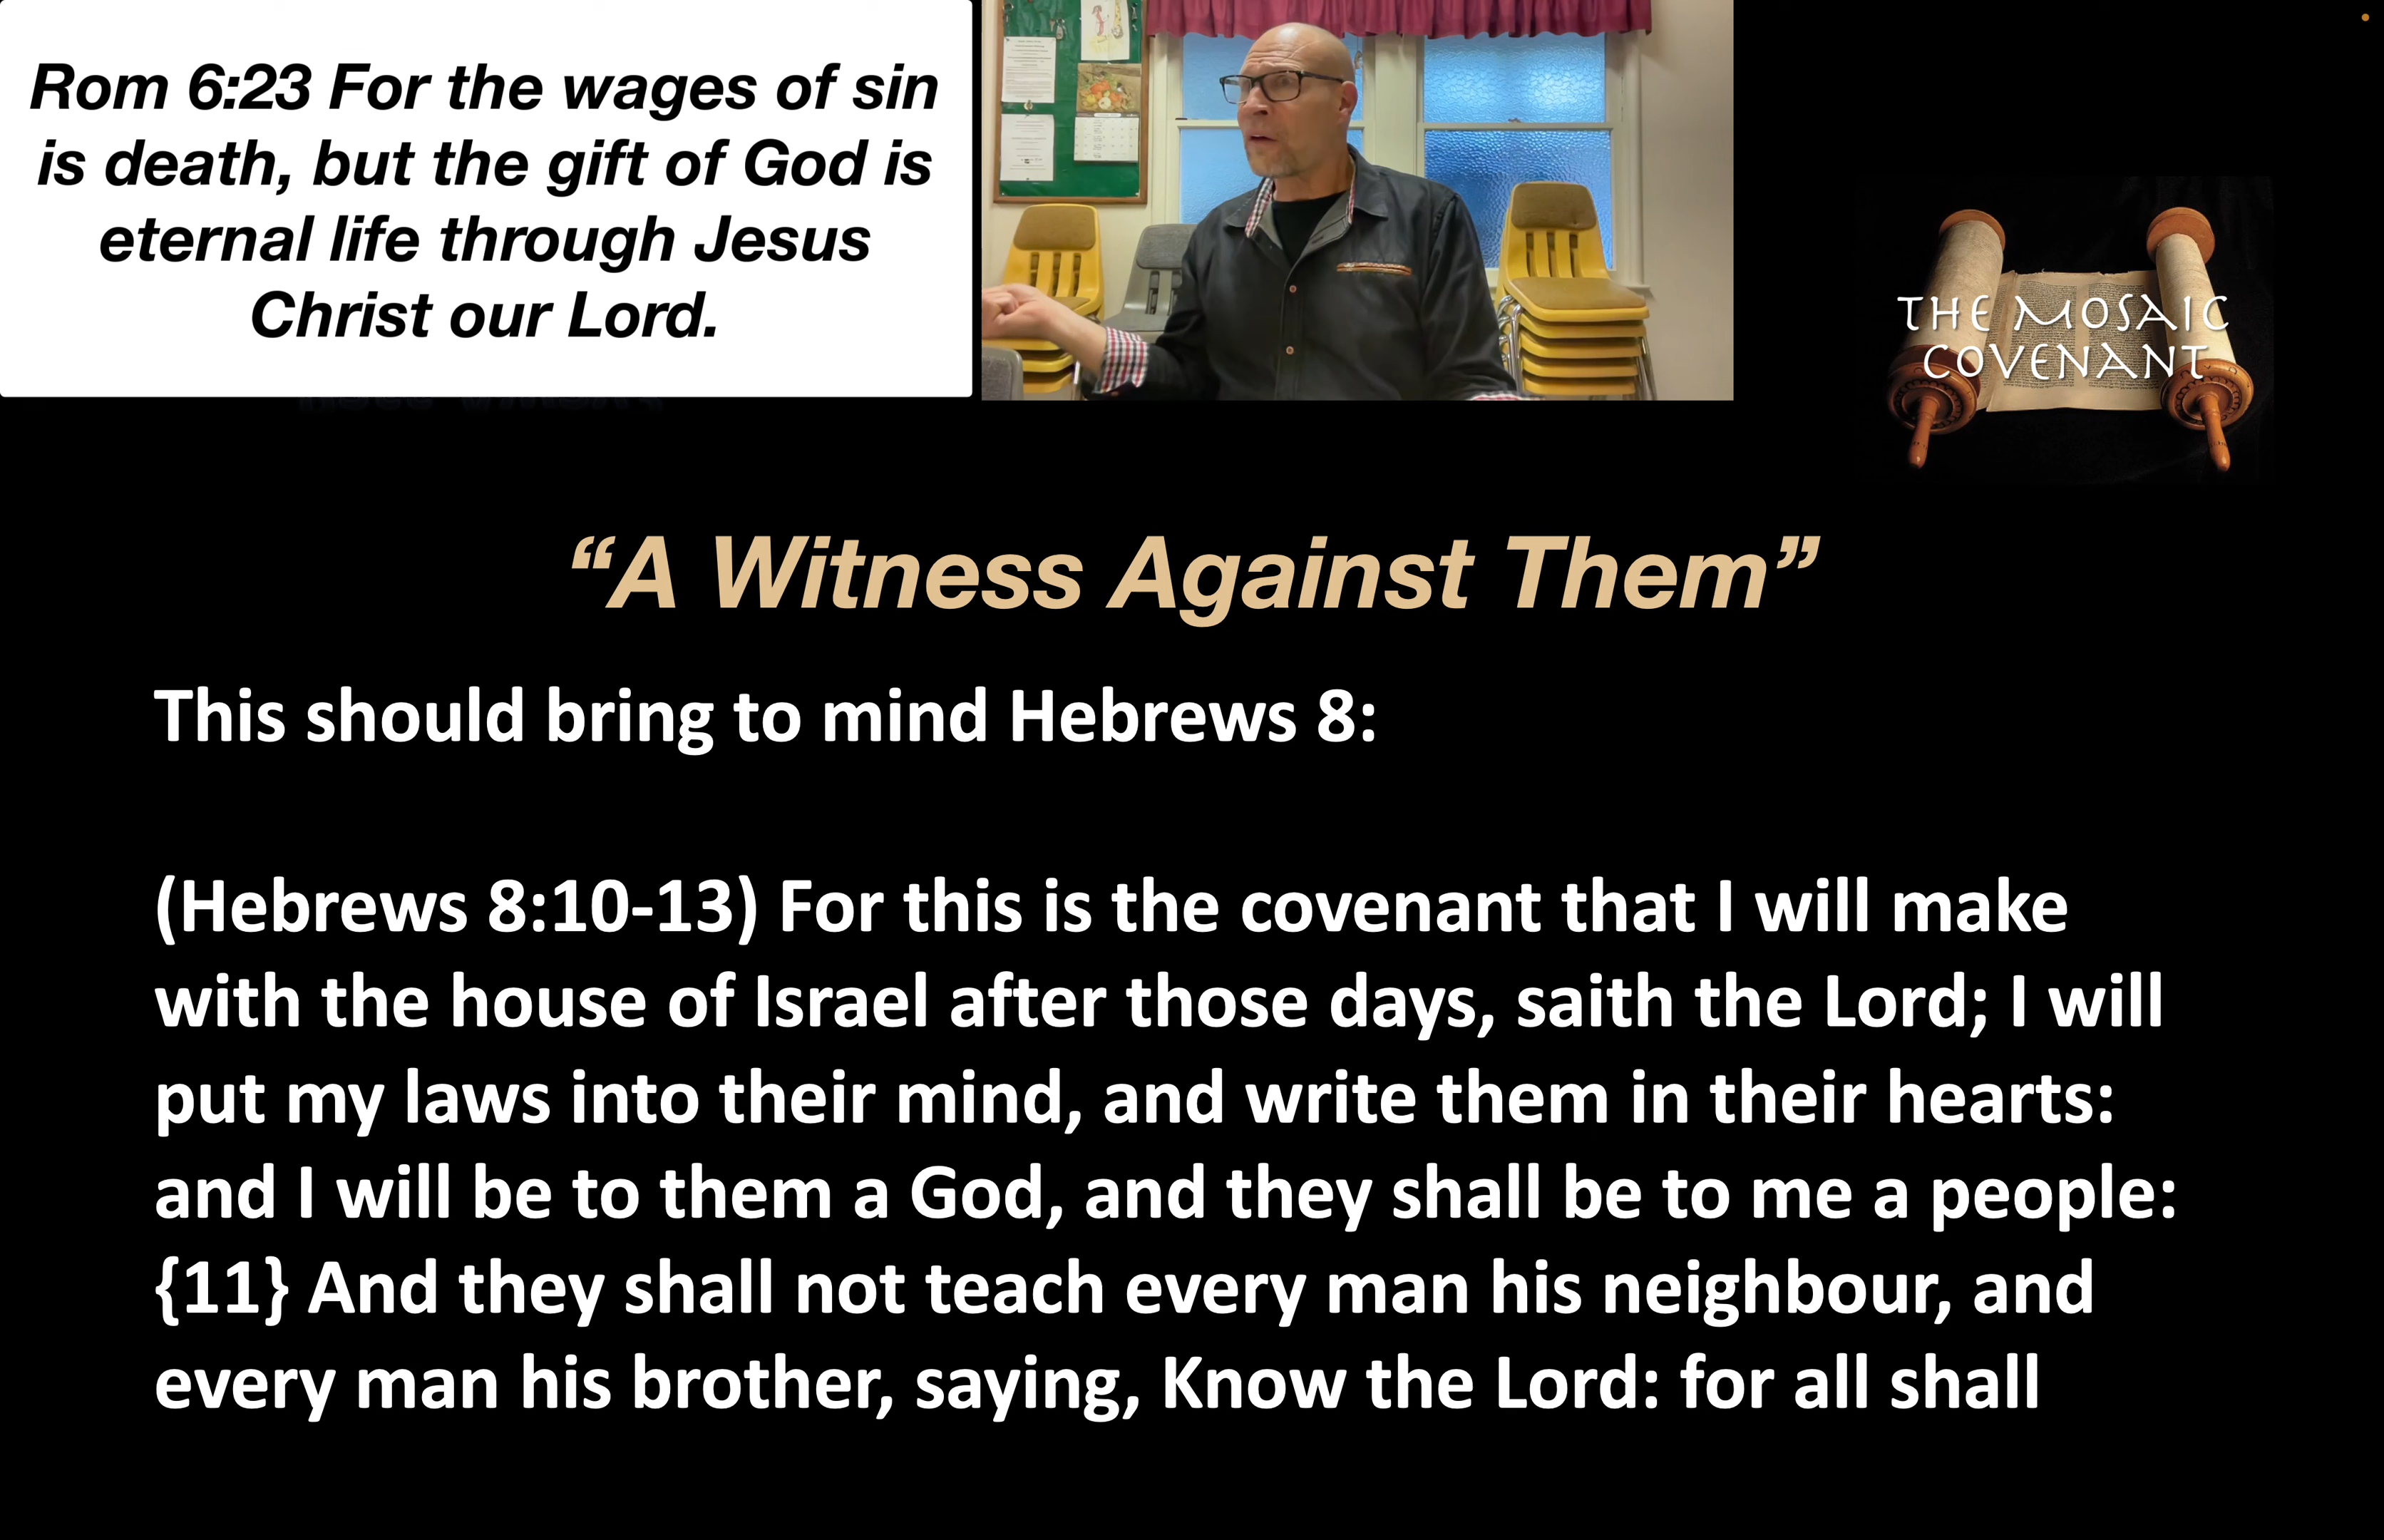 Rom 6:23 For the wages of sin
is death, but the gift of God is
eternal life through Jesus
Christ our Lord.
THE MOSAIC
COVENANT
“A Witness Against Them”
This should bring to mind Hebrews 8:
(Hebrews 8:10-13) For this is the covenant that I will make
with the house of Israel after those days, saith the Lord; I will
put my laws into their mind, and write them in their hearts:
and I will be to them a God, and they shall be to me a people:
{11} And they shall not teach every man his neighbour, and
every man his brother, saying, Know the Lord: for all shall